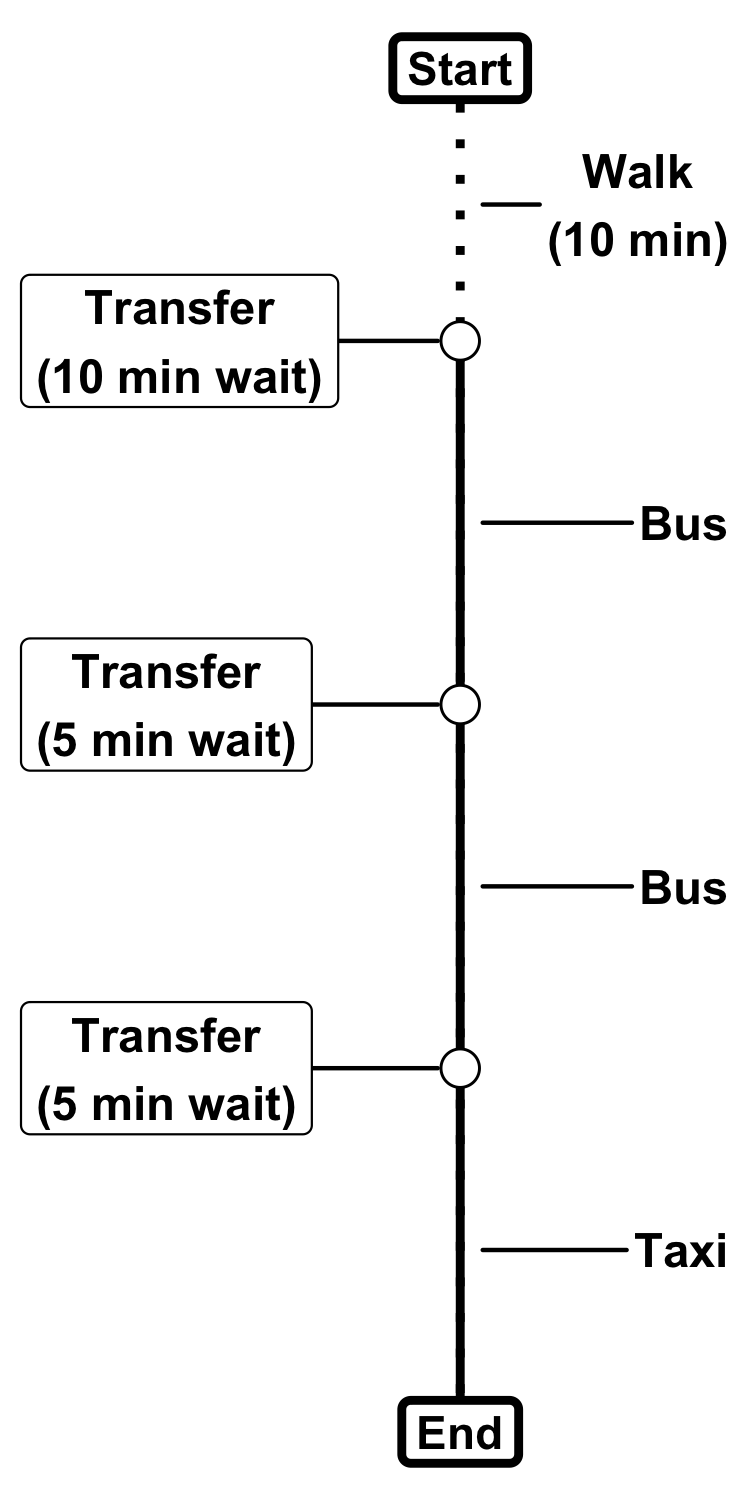 Start
Walk
(10 min)
Transfer
(10 min wait)
Bus
Transfer
(5 min wait)
Bus
Transfer
(5 min wait)
Taxi
End